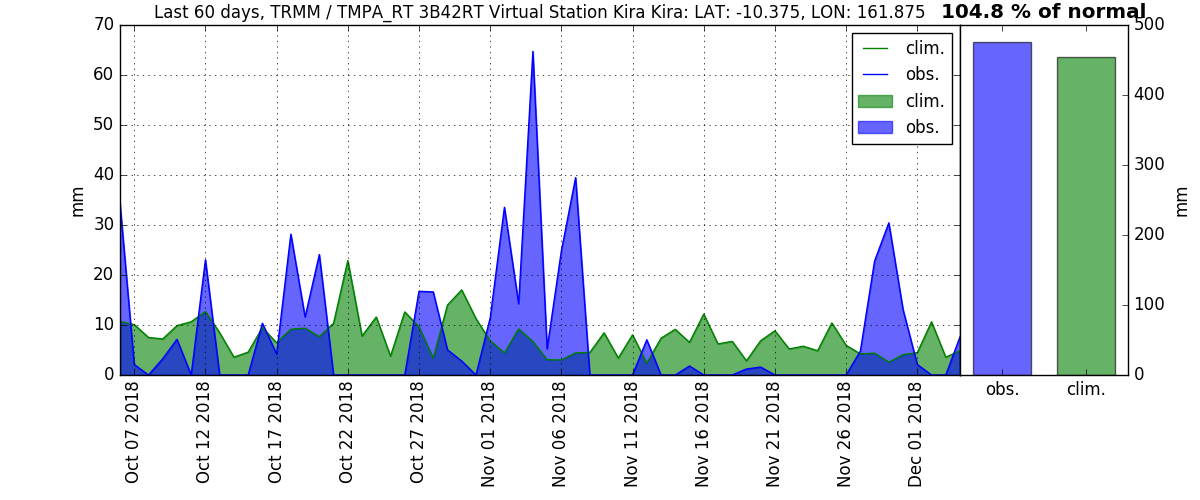 Last 60 days, TRMM / TMPA_RT 3B42RT Virtual Station Kira Kira: LAT: -10.375, LON: 161.875
104.8 % of normal
70
60
50
40
30
20
10
0
mm
clim.
obs.
clim.
obs.
500
400
300
200
100
0
mm
obs.
clim.
Oct 07 2018
Oct 12 2018
Oct 17 2018
Oct 22 2018
Oct 27 2018
Nov 01 2018
Nov 06 2018
Nov 11 2018
Nov 16 2018
Nov 21 2018
Nov 26 2018
Dec 01 2018